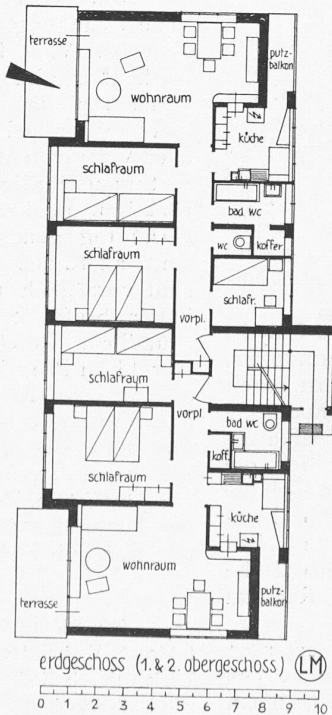 terrasse
putz-
balkon
wohnraum
küche
schlafraum
bad wc
wc
koffer
schlafraum
schlafr.
vorpl.
schlafraum
vorpl
bad wc
koff.
schlafraum
küche
wohnraum
terrasse
putz-
balkon
erdgeschoss (1. & 2. obergeschoss) LM
0 1 2 3 4 5 6 7 8 9 10